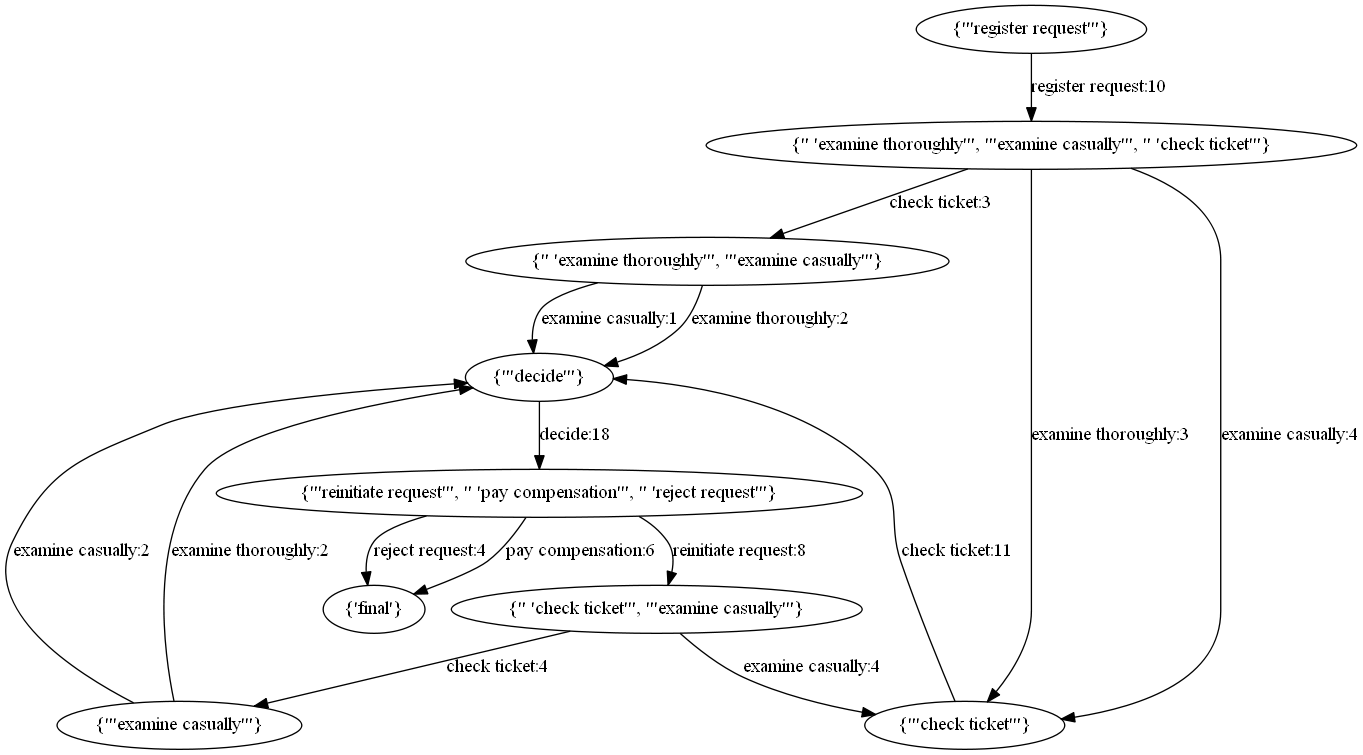 {'"register request"'}
register request:10
{" 'examine thoroughly'", '"examine casually"', " 'check ticket'"}
check ticket:3
{" 'examine thoroughly'", '"examine casually"'}
examine casually:1
examine thoroughly:2
{'"decide"'}
decide:18
examine thoroughly:3
examine casually:4
{'"reinitiate request"', " 'pay compensation'", " 'reject request'"}
examine casually:2
examine thoroughly:2
reject request:4
pay compensation:6
reinitiate request:8
check ticket:11
{'final'}
{" 'check ticket'", '"examine casually"'}
check ticket:4
examine casually:4
{'"examine casually"'}
{'"check ticket"'}